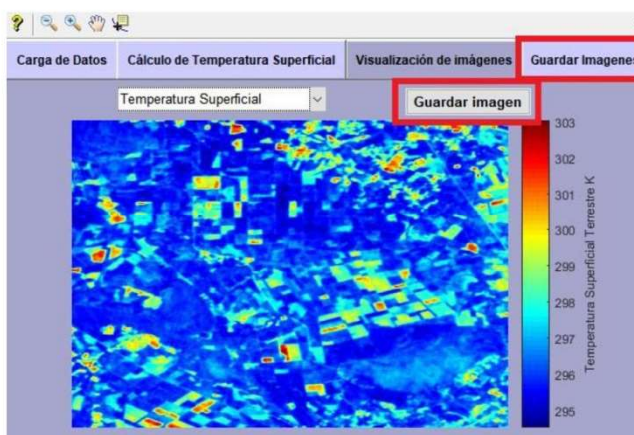 Carga de Datos
Cálculo de Temperatura Superficial
Visualización de imágenes
Guardar Imagenes
Temperatura Superficial
Guardar imagen
303
302
301
300
299
298
297
296
295
Temperatura Superficial Terrestre K